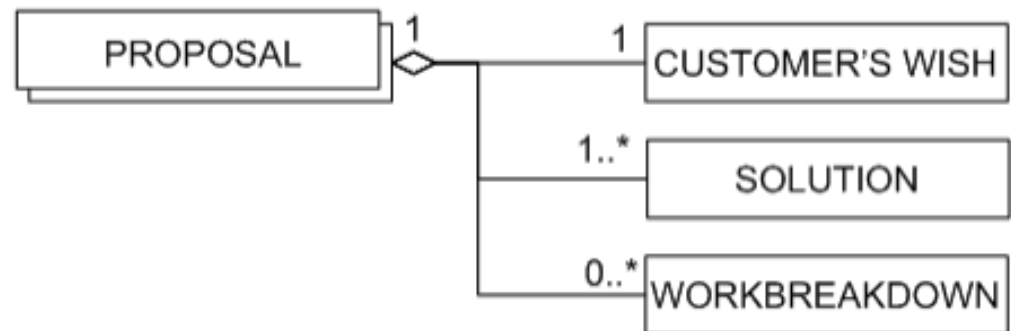 PROPOSAL
1
1
CUSTOMER'S WISH
1..*
SOLUTION
0..*
WORKBREAKDOWN